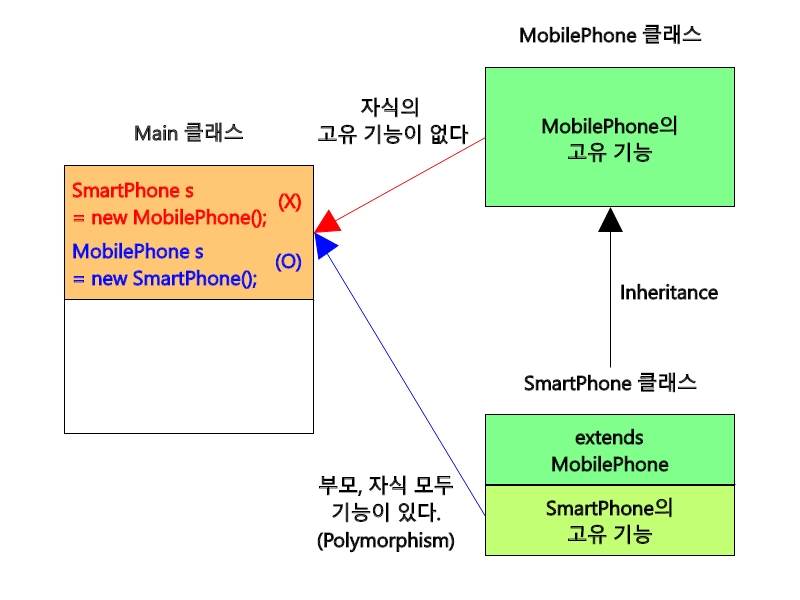 MobilePhone 클래스
자식의
고유 기능이 없다
Main 클래스
MobilePhone의
고유 기능
SmartPhone s
= new MobilePhone();
(X)
MobilePhone s
= new SmartPhone();
(O)
Inheritance
SmartPhone 클래스
extends
MobilePhone
부모, 자식 모두
기능이 있다.
(Polymorphism)
SmartPhone의
고유 기능